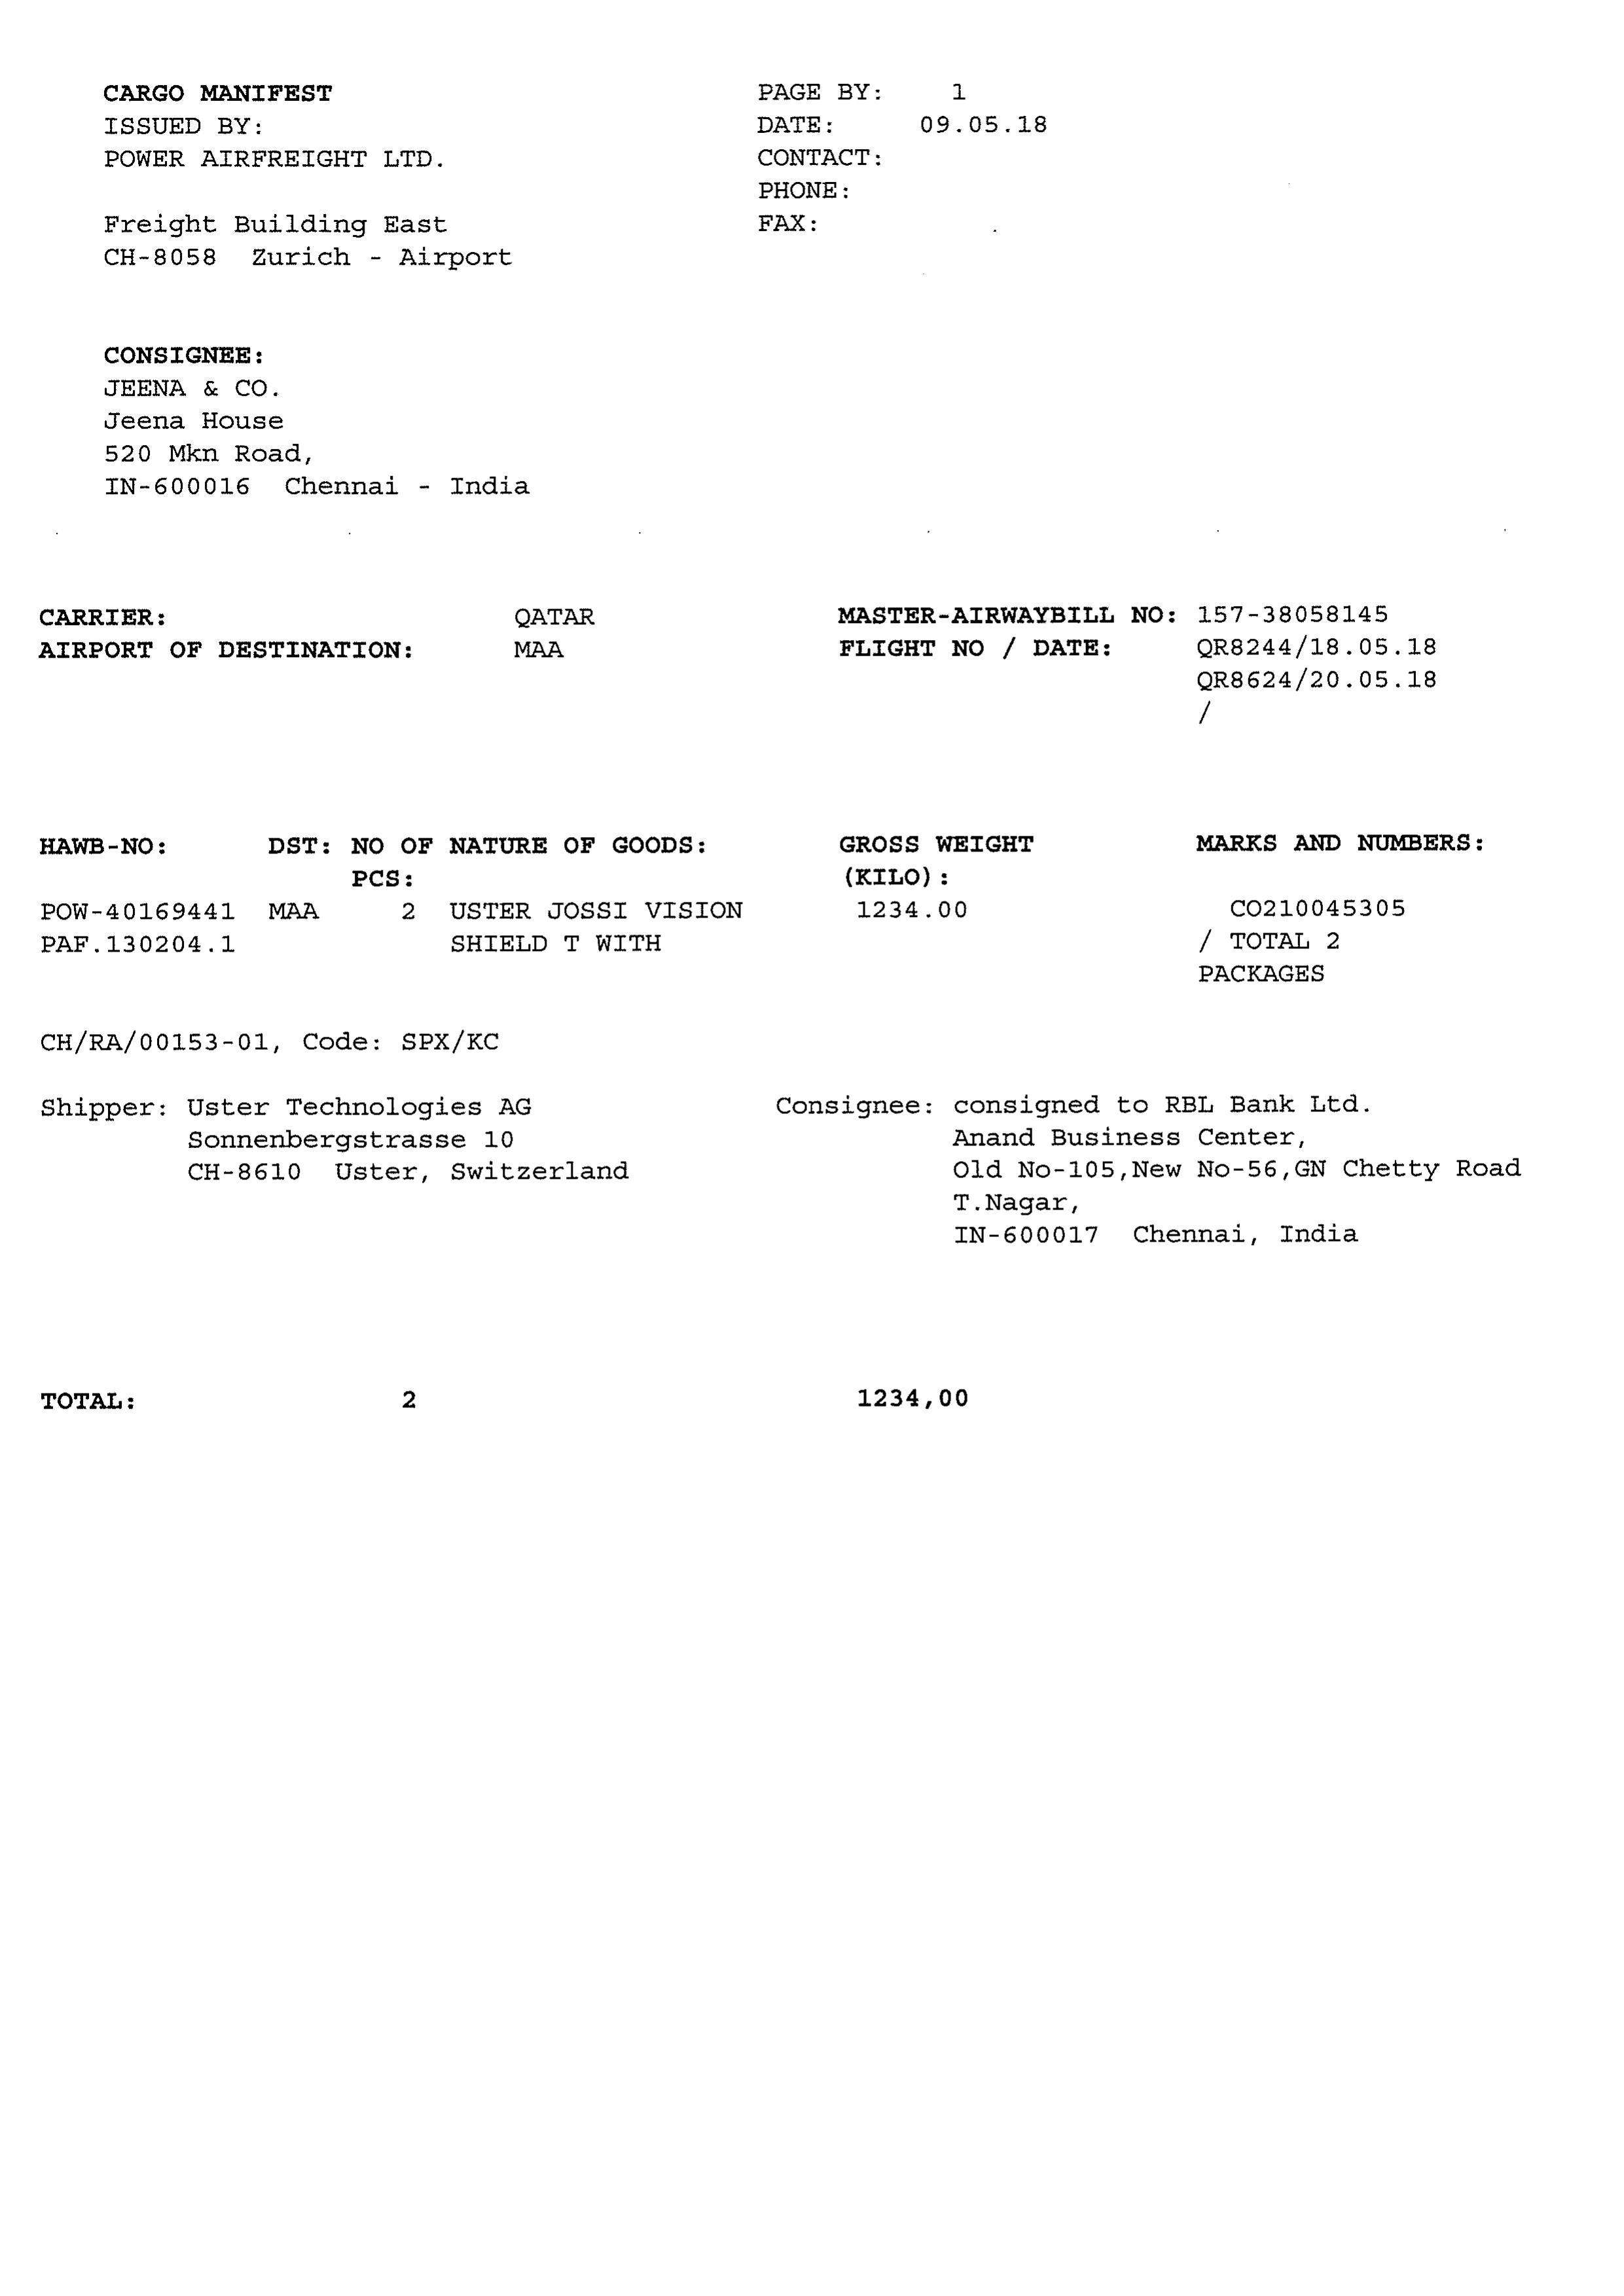 CARGO MANIFEST
ISSUED BY:
POWER AIRFREIGHT LTD.
Freight Building East
CH-8058 Zurich - Airport
PAGE BY: 1
DATE: 09.05.18
CONTACT:
PHONE:
FAX:
CONSIGNEE:
JEENA & CO.
Jeena House
520 Mkn Road,
IN-600016 Chennai - India
CARRIER: QATAR
AIRPORT OF DESTINATION: MAA
MASTER-AIRWAYBILL NO: 157-38058145
FLIGHT NO / DATE: QR8244/18.05.18
QR8624/20.05.18
/
HAWB-NO: DST: NO OF NATURE OF GOODS: GROSS WEIGHT MARKS AND NUMBERS:
PCS: (KILO):
POW-40169441 MAA 2 USTER JOSSI VISION 1234.00 CO210045305
PAF.130204.1 SHIELD T WITH / TOTAL 2
PACKAGES
CH/RA/00153-01, Code: SPX/KC
Shipper: Uster Technologies AG
Sonnenbergstrasse 10
CH-8610 Uster, Switzerland
Consignee: consigned to RBL Bank Ltd.
Anand Business Center,
Old No-105,New No-56,GN Chetty Road
T.Nagar,
IN-600017 Chennai, India
TOTAL: 2 1234,00